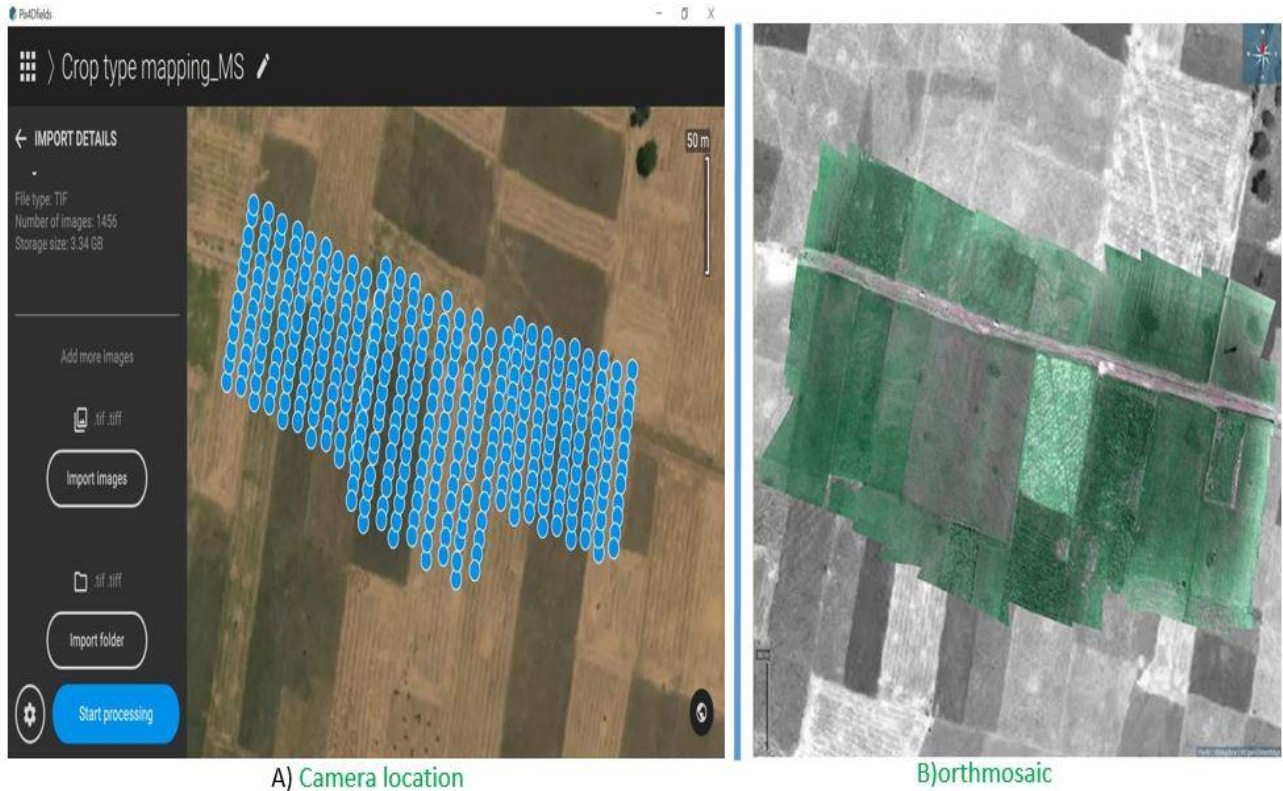 Pix4Dfields
Crop type mapping_MS
IMPORT DETAILS
File type: TIF
Number of images: 1456
Storage size: 3.34 GB
Add more images
.tif .tiff
Import images
.tif .tiff
Import folder
Start processing
50 m
A) Camera location
B)orthmosaic